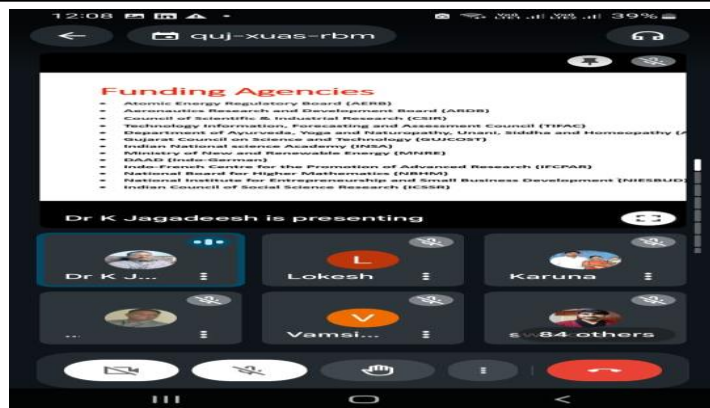 12:08
39%
quj-xuas-rbm
Funding Agencies
• Atomic Energy Regulatory Board (AERB)
• Aeronautics Research and Development Board (ARDB)
• Council of Scientific & Industrial Research (CSIR)
• Technology Information, Forecasting and Assessment Council (TIFAC)
• Department of Ayurveda, Yoga and Naturopathy, Unani, Siddha and Homeopathy (A
• Gujarat Council on Science and Technology (GUJCOST)
• Indian National science Academy (INSA)
• Ministry of New and Renewable Energy (MNRE)
• DAAD (Indo-German)
• Indo-French Centre for the Promotion of Advanced Research (IFCPAR)
• National Board for Higher Mathematics (NBHM)
• National Institute for Entrepreneurship and Small Business Development (NIESBUD)
• Indian Council of Social Science Research (ICSSR)
Dr K Jagadeesh is presenting
L
Dr K J...
Lokesh
Karuna
V
...
Vamsi...
84 others